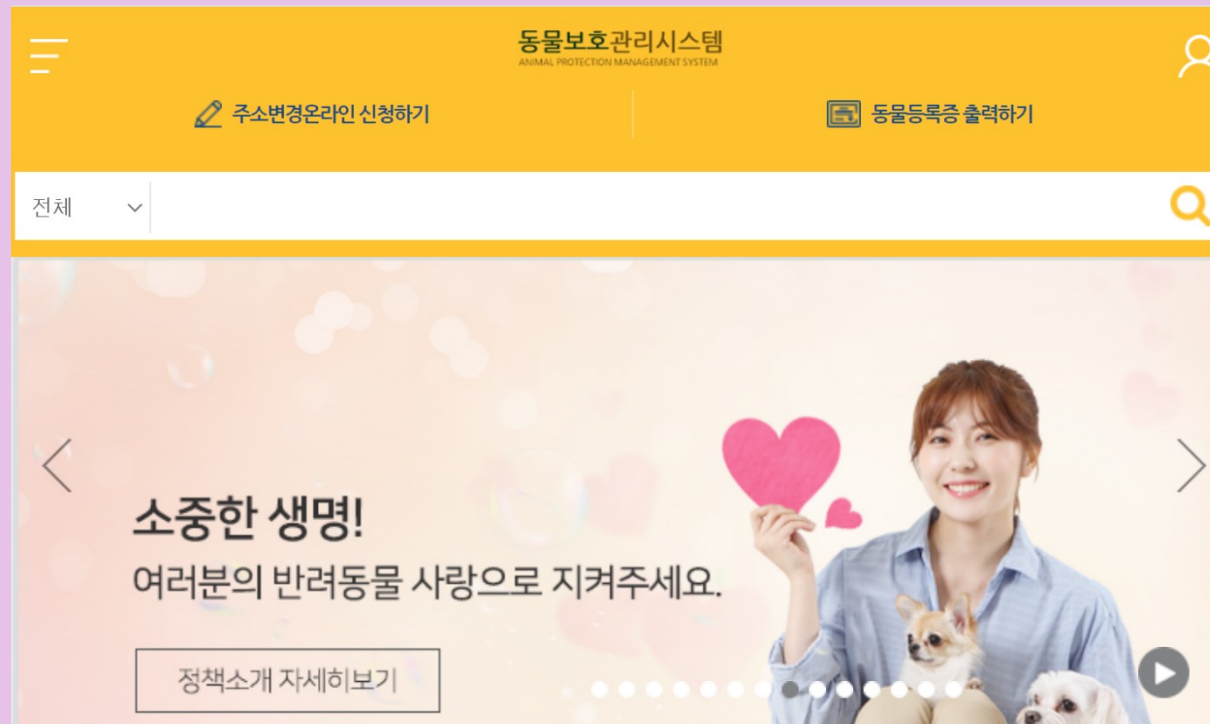 동물보호관리시스템
ANIMAL PROTECTION MANAGEMENT SYSTEM
주소변경온라인 신청하기
동물등록증 출력하기
전체
소중한 생명!
여러분의 반려동물 사랑으로 지켜주세요.
정책소개 자세히보기